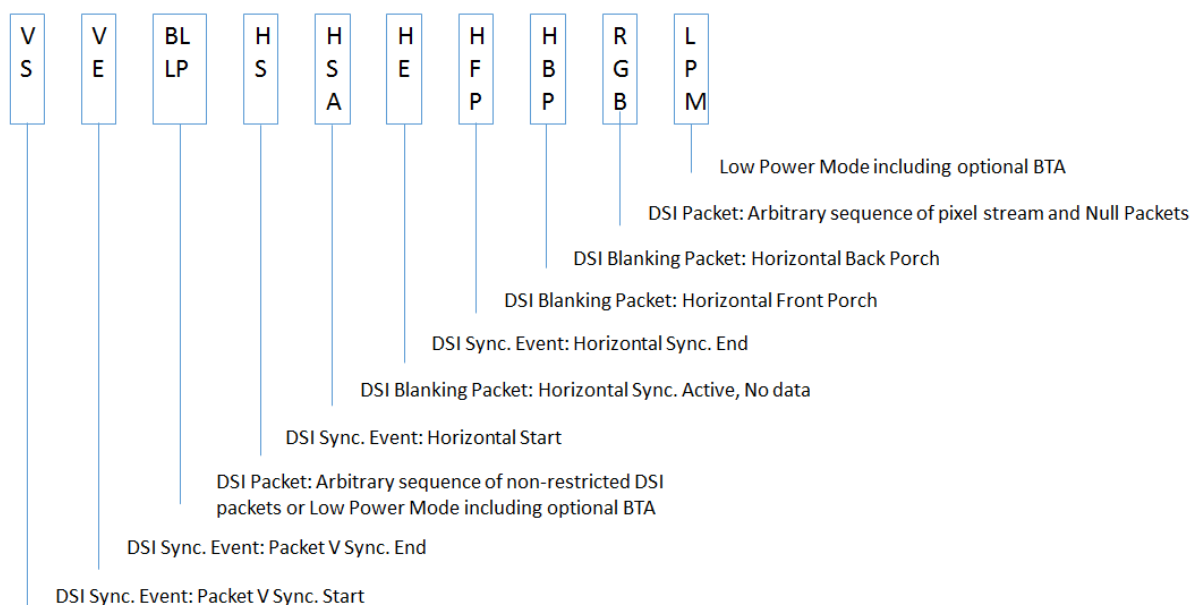 V
S
V
E
BL
LP
H
S
H
S
A
H
E
H
F
P
H
B
P
R
G
B
L
P
M
Low Power Mode including optional BTA
DSI Packet: Arbitrary sequence of pixel stream and Null Packets
DSI Blanking Packet: Horizontal Back Porch
DSI Blanking Packet: Horizontal Front Porch
DSI Sync. Event: Horizontal Sync. End
DSI Blanking Packet: Horizontal Sync. Active, No data
DSI Sync. Event: Horizontal Start
DSI Packet: Arbitrary sequence of non-restricted DSI
packets or Low Power Mode including optional BTA
DSI Sync. Event: Packet V Sync. End
DSI Sync. Event: Packet V Sync. Start